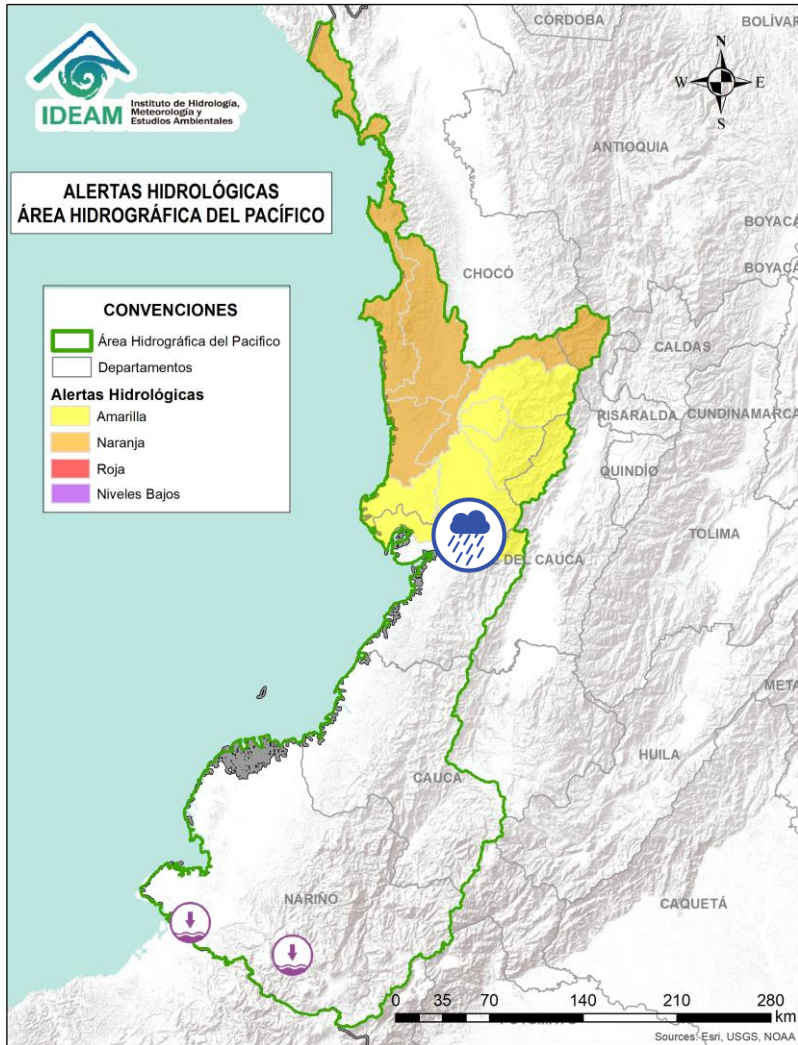 CÓRDOBA
BOLÍVAR
IDEAM
Instituto de Hidrología,
Meteorología y
Estudios Ambientales
N
W E
S
ANTIOQUIA
ALERTAS HIDROLÓGICAS
ÁREA HIDROGRÁFICA DEL PACÍFICO
BOYACÁ
BOYACÁ
CHOCÓ
CONVENCIONES
Área Hidrográfica del Pacifico
Departamentos
Alertas Hidrológicas
Amarilla
Naranja
Roja
Niveles Bajos
CALDAS
RISARALDA
CUNDINAMARCA
QUINDÍO
TOLIMA
DEL CAUCA
META
HUILA
CAUCA
NARIÑO
CAQUETÁ
0 35 70 140 210 280
km
Sources: Esri, USGS, NOAA